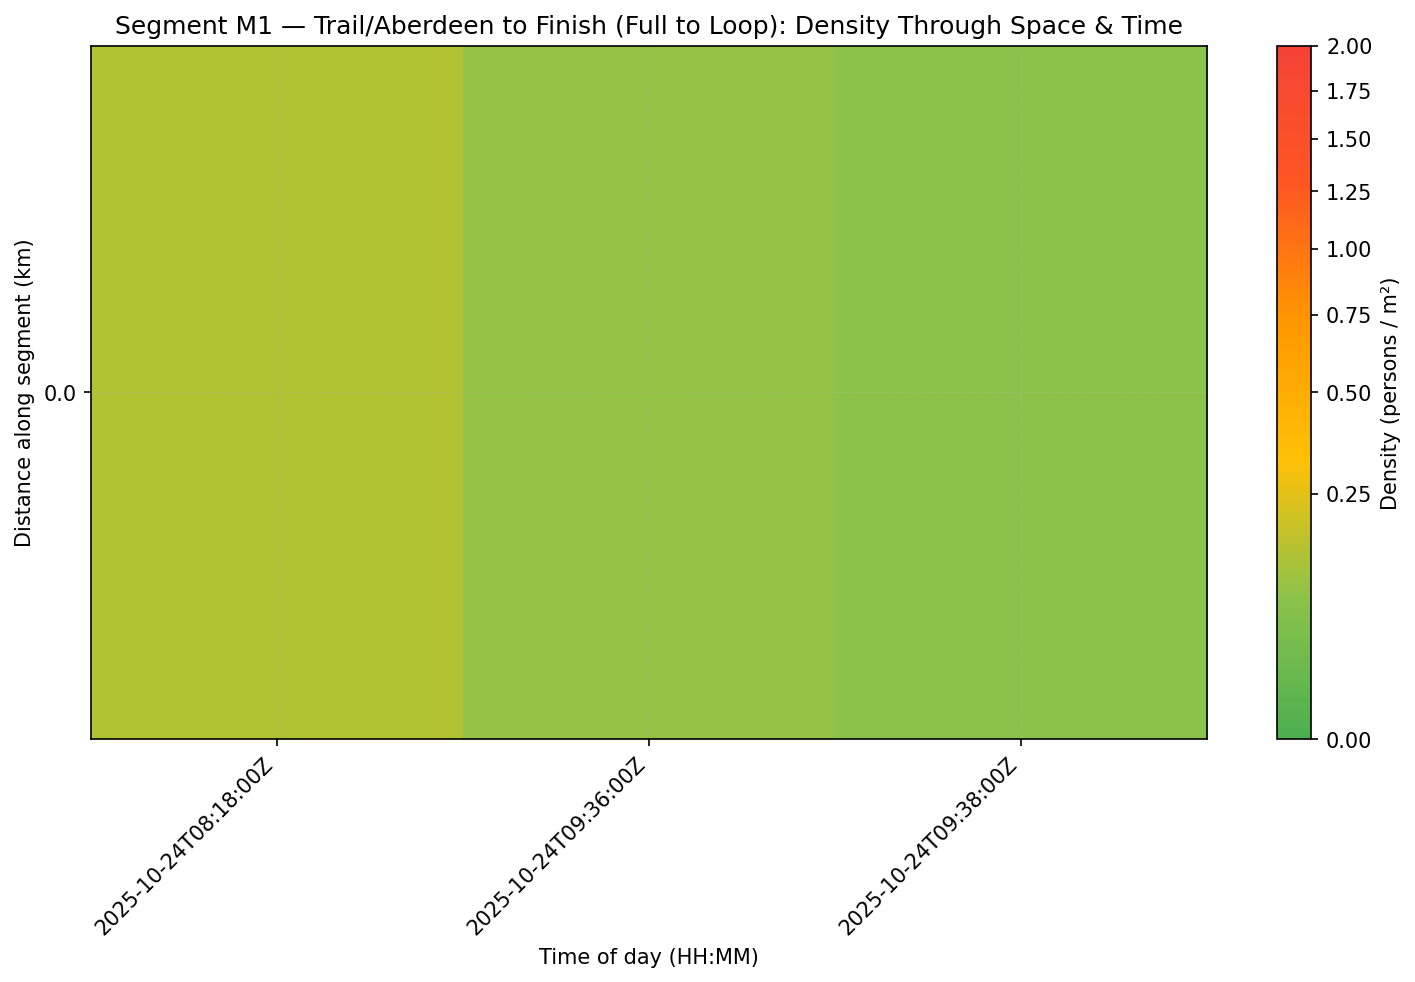 Segment M1 — Trail/Aberdeen to Finish (Full to Loop): Density Through Space & Time
Distance along segment (km)
0.0
2025-10-24T08:18:00Z
2025-10-24T09:36:00Z
2025-10-24T09:38:00Z
Time of day (HH:MM)
2.00
1.75
1.50
1.25
1.00
0.75
0.50
0.25
0.00
Density (persons / m²)